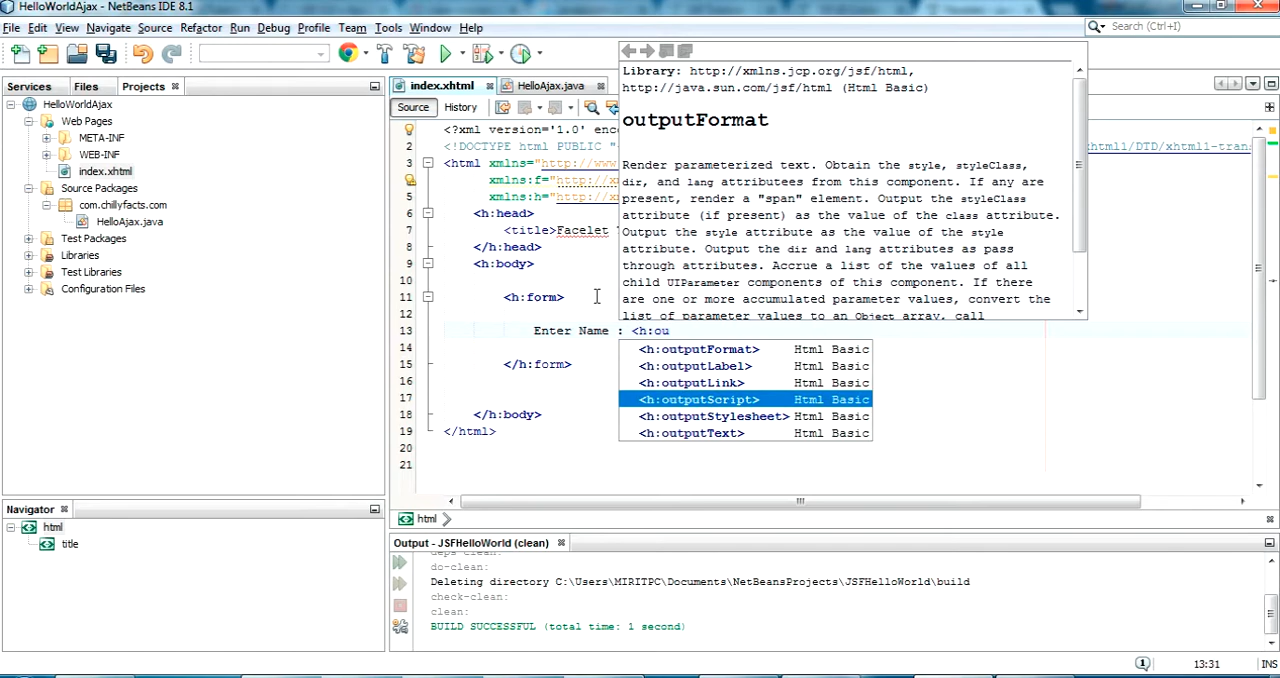 HelloWorldAjax - NetBeans IDE 8.1
File Edit View Navigate Source Refactor Run Debug Profile Team Tools Window Help
Search (Ctrl+I)
Services Files Projects
HelloWorldAjax
Web Pages
META-INF
WEB-INF
index.xhtml
Source Packages
com.chillyfacts.com
HelloAjax.java
Test Packages
Libraries
Test Libraries
Configuration Files
Navigator
html
title
index.xhtml HelloAjax.java
Source History
<?xml version='1.0' enc
2 <!DOCTYPE html PUBLIC "- html1/DTD/xhtml1-trans
3 <html xmlns="http://www
xmlns:f="http://x
5 xmlns:h="http://x
6 <h:head>
7 <title>Facelet
8 </h:head>
9 <h:body>
10
11 <h:form>
13 Enter Name : <h:ou
14
15 </h:form>
16
17
18 </h:body>
19 </html>
20
21
Library: http://xmlns.jcp.org/jsf/html,
http://java.sun.com/jsf/html (Html Basic)
outputFormat
Render parameterized text. Obtain the style, styleClass,
dir, and lang attributees from this component. If any are
present, render a "span" element. Output the styleClass
attribute (if present) as the value of the class attribute.
Output the style attribute as the value of the style
attribute. Output the dir and lang attributes as pass
through attributes. Accrue a list of the values of all
child UIParameter components of this component. If there
are one or more accumulated parameter values, convert the
list of parameter values to an Object array, call
<h:outputFormat> Html Basic
<h:outputLabel> Html Basic
<h:outputLink> Html Basic
<h:outputScript> Html Basic
<h:outputStylesheet> Html Basic
<h:outputText> Html Basic
html
Output - JSFHelloWorld (clean)
deps-clean:
do-clean:
Deleting directory C:\Users\MIRITPC\Documents\NetBeansProjects\JSFHelloWorld\build
check-clean:
clean:
BUILD SUCCESSFUL (total time: 1 second)
1 13:31 INS